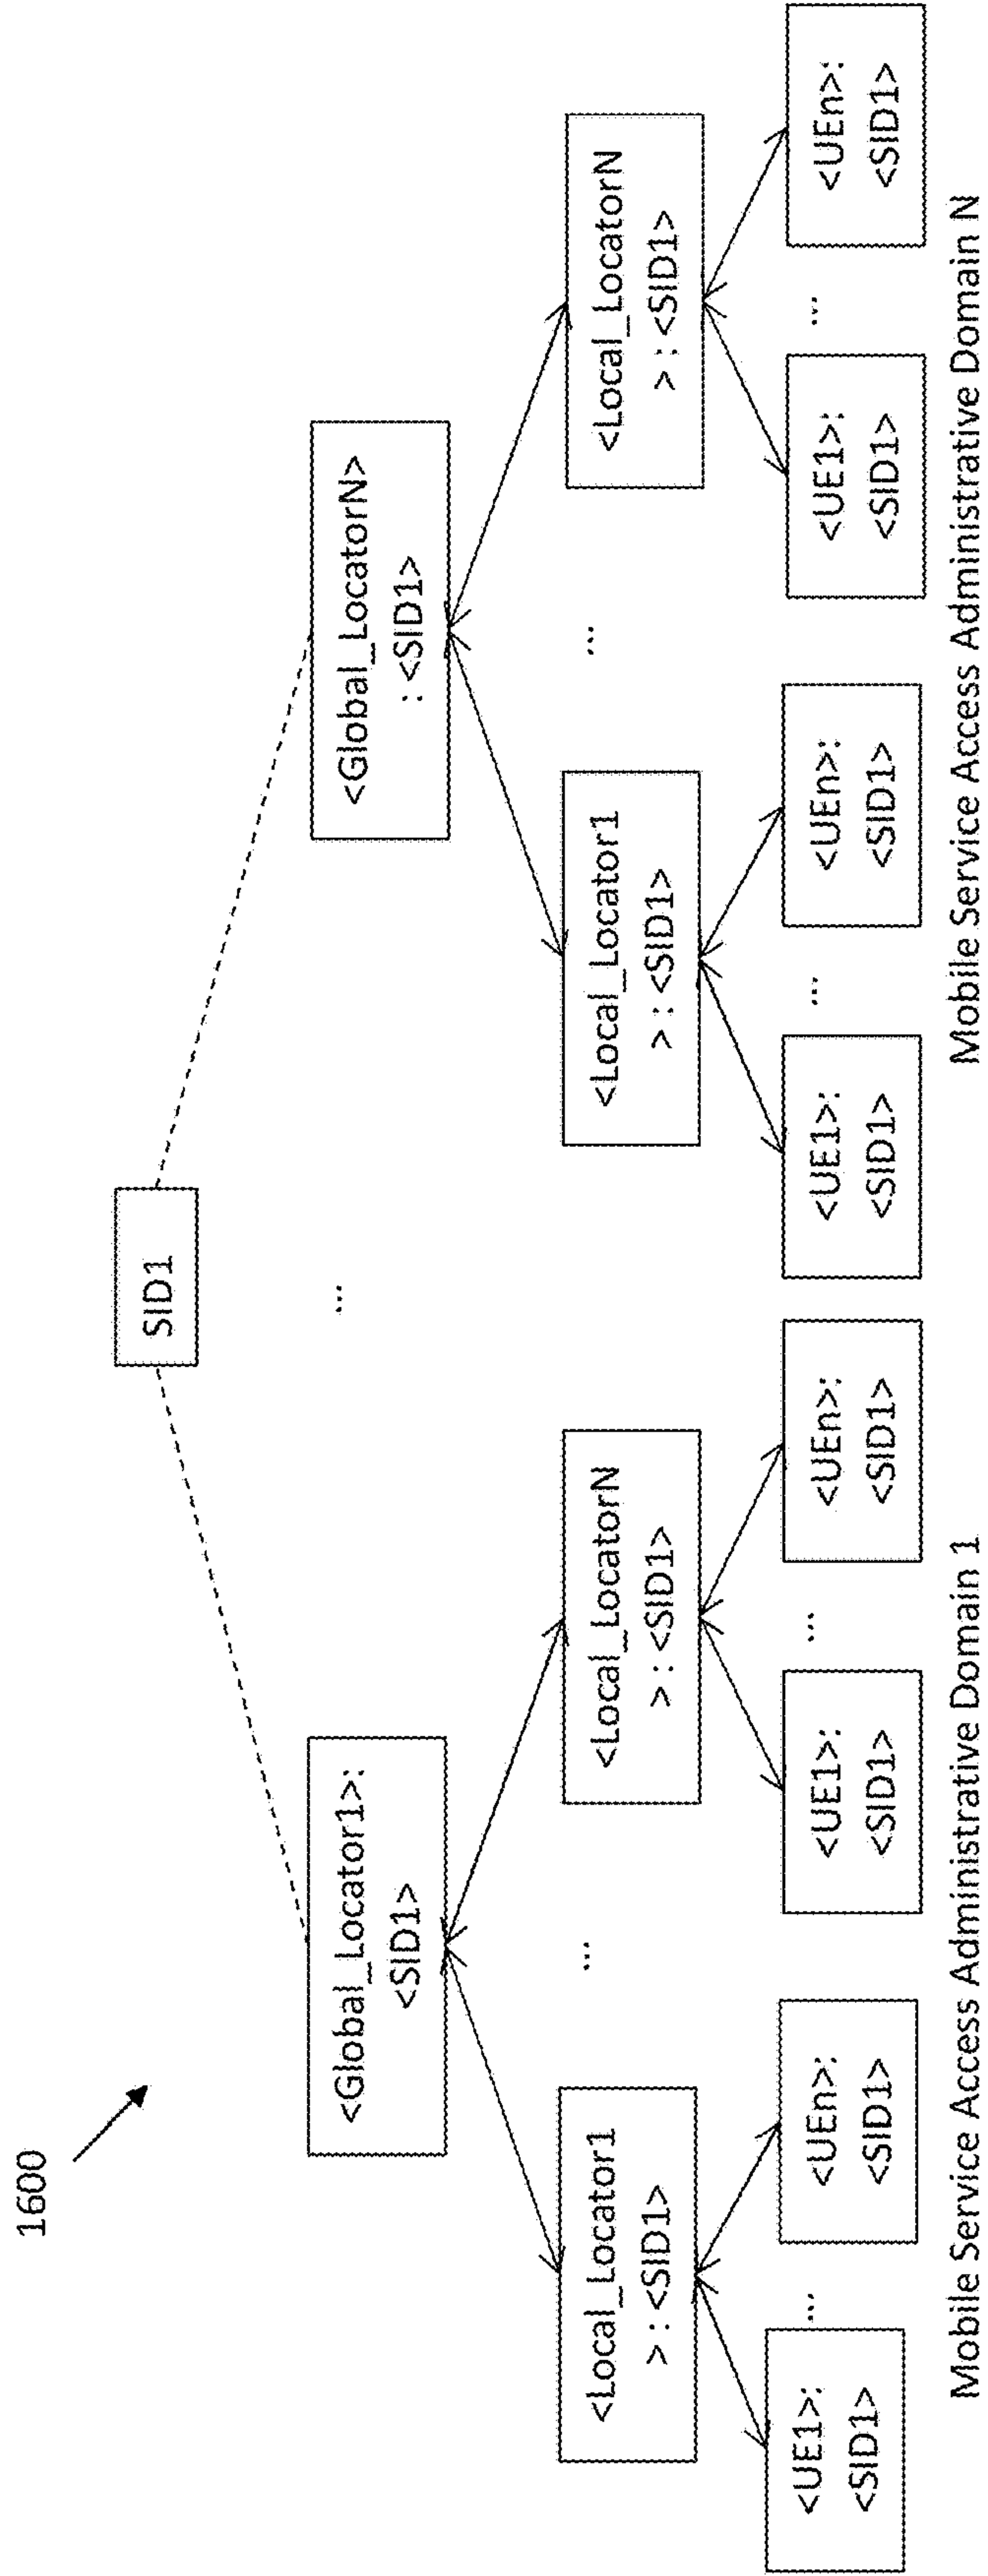 1600
SID1
<Global_Locator1>:
<SID1>
...
<Global_LocatorN>
: <SID1>
<Local_Locator1
> : <SID1>
...
<Local_LocatorN
> : <SID1>
<Local_Locator1
> : <SID1>
...
<Local_LocatorN
> : <SID1>
<UE1>:
<SID1>
...
<UEn>:
<SID1>
<UE1>:
<SID1>
...
<UEn>:
<SID1>
<UE1>:
<SID1>
...
<UEn>:
<SID1>
<UE1>:
<SID1>
...
<UEn>:
<SID1>
Mobile Service Access Administrative Domain 1
Mobile Service Access Administrative Domain N